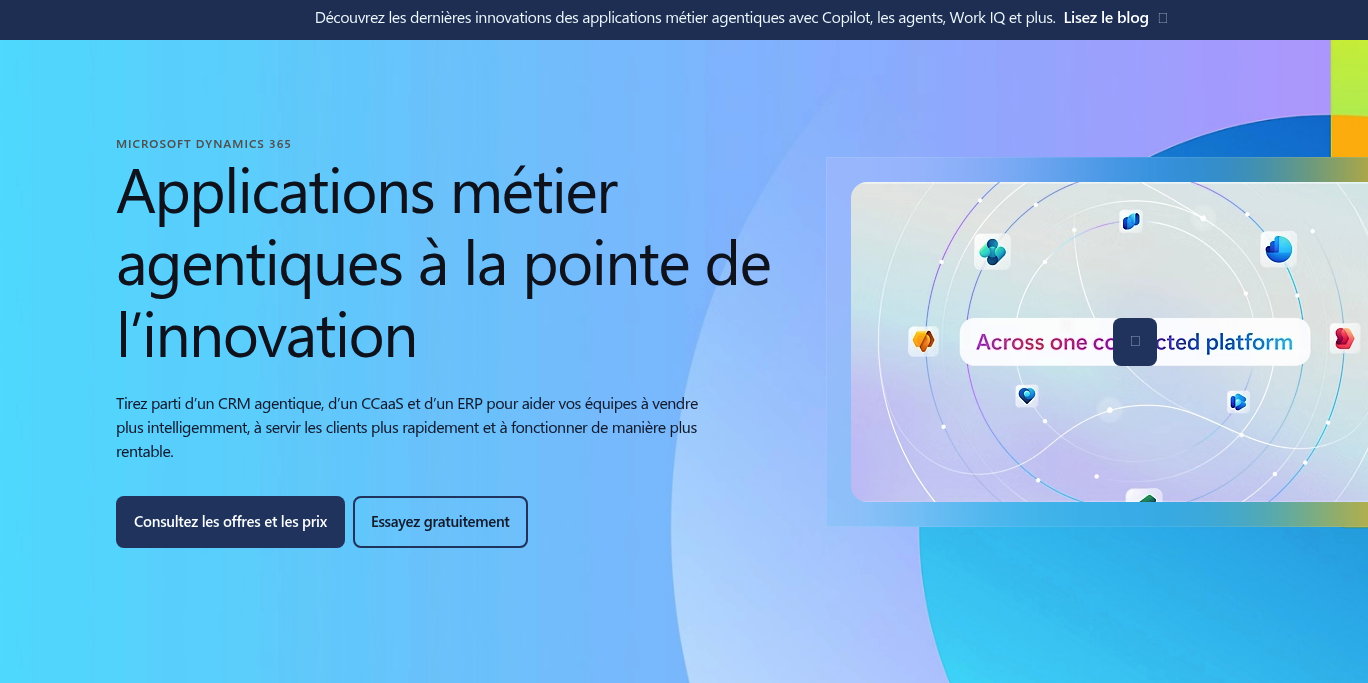 Découvrez les dernières innovations des applications métier agentiques avec Copilot, les agents, Work IQ et plus. Lisez le blog
MICROSOFT DYNAMICS 365
Applications métier
agentiques à la pointe de
l’innovation
Tirez parti d’un CRM agentique, d’un CCaaS et d’un ERP pour aider vos équipes à vendre
plus intelligemment, à servir les clients plus rapidement et à fonctionner de manière plus
rentable.
Consultez les offres et les prix
Essayez gratuitement
Across one platform